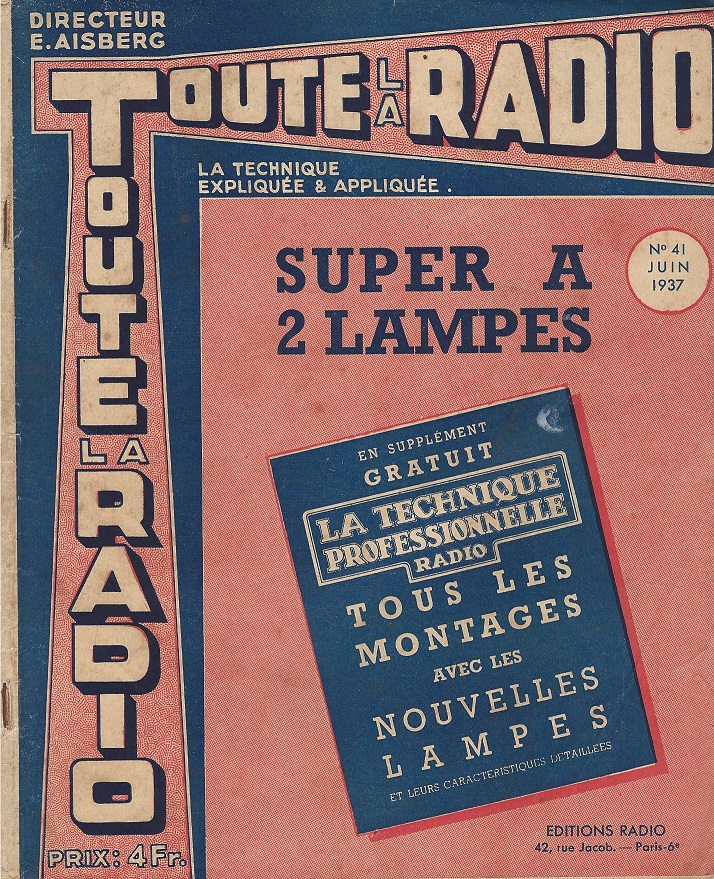 DIRECTEUR
E. AISBERG
TOUTE LA RADIO
LA TECHNIQUE
EXPLIQUÉE & APPLIQUÉE.
TOUTE LA RADIO
Nº 41
JUIN
1937
SUPER A
2 LAMPES
EN SUPPLÉMENT
GRATUIT
LA TECHNIQUE
PROFESSIONNELLE
RADIO
TOUS LES
MONTAGES
AVEC LES
NOUVELLES
LAMPES
ET LEURS CARACTERISTIQUES DETAILLEES
PRIX: 4 Fr.
EDITIONS RADIO
42, rue Jacob. — Paris-6e